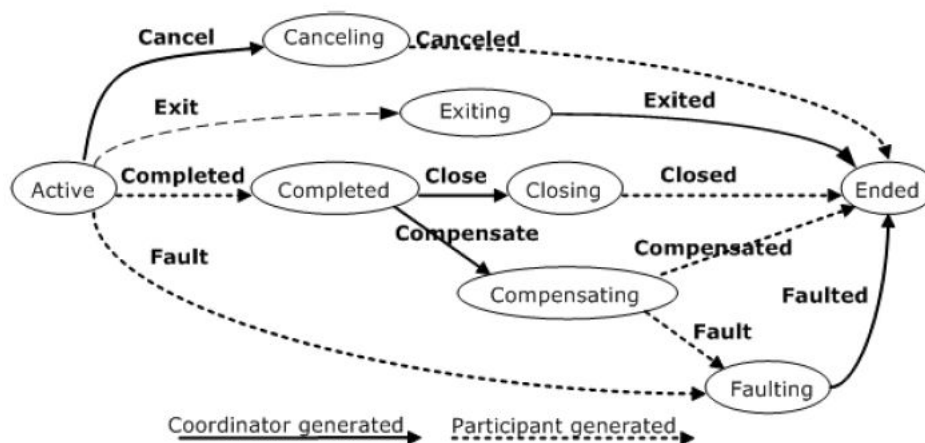 Cancel
Canceling
Canceled
Exit
Exiting
Exited
Active
Completed
Completed
Close
Closing
Closed
Ended
Compensate
Compensated
Fault
Compensating
Faulted
Fault
Faulting
Coordinator generated
Participant generated